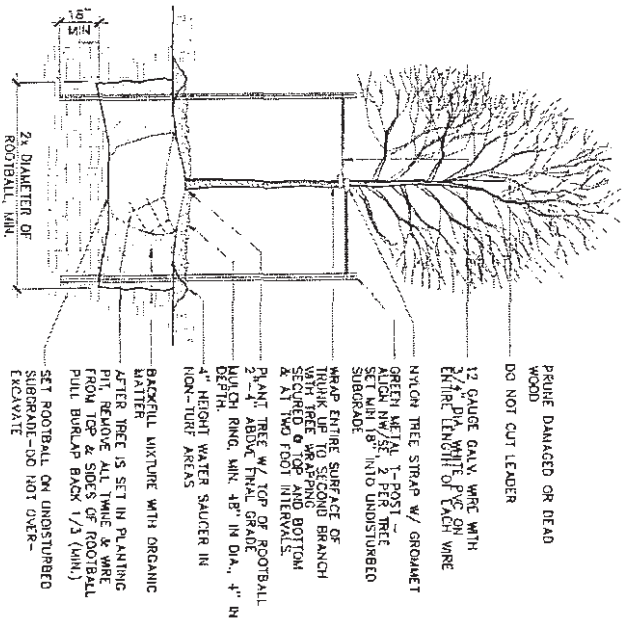 PRUNE DAMAGED OR DEAD
WOOD
DO NOT CUT LEADER
12 GAUGE GALV. WIRE WITH
3/4" DIA. WHITE PVC ON
ENTIRE LENGTH OF EACH WIRE
NYLON TREE STRAP W/ GROMMET
GREEN METAL T-POST -
ALIGN NW/SE, 2 PER TREE
SET MIN 18" INTO UNDISTURBED
SUBGRADE
WRAP ENTIRE SURFACE OF
TRUNK UP TO SECOND BRANCH
WITH TREE WRAPPING
SECURED @ TOP AND BOTTOM
& AT TWO FOOT INTERVALS.
PLANT TREE W/ TOP OF ROOTBALL
2"-4" ABOVE FINAL GRADE
MULCH RING, MIN. 48" IN DIA., 4" IN
DEPTH.
4" HEIGHT WATER SAUCER IN
NON-TURF AREAS
BACKFILL MIXTURE WITH ORGANIC
MATTER
AFTER TREE IS SET IN PLANTING
PIT, REMOVE ALL TWINE & WIRE
FROM TOP & SIDES OF ROOTBALL
PULL BURLAP BACK 1/3 (MIN.)
SET ROOTBALL ON UNDISTURBED
SUBGRADE-DO NOT OVER-
EXCAVATE
18"
MIN
2x DIAMETER OF
ROOTBALL, MIN.